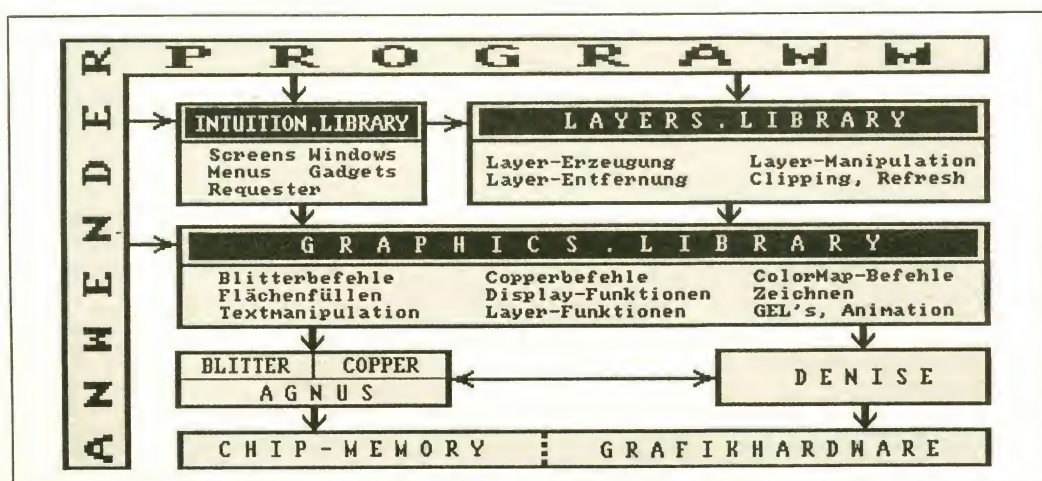 PROGRAMM
ANWENDER
INTUITION.LIBRARY
Screens Windows
Menus Gadgets
Requester
LAYERS.LIBRARY
Layer-Erzeugung Layer-Manipulation
Layer-Entfernung Clipping, Refresh
GRAPHICS.LIBRARY
Blitterbefehle Copperbefehle ColorMap-Befehle
Flächenfüllen Display-Funktionen Zeichnen
Textmanipulation Layer-Funktionen GEL's, Animation
BLITTER COPPER
AGNUS
DENISE
CHIP-MEMORY GRAFIKHARDWARE